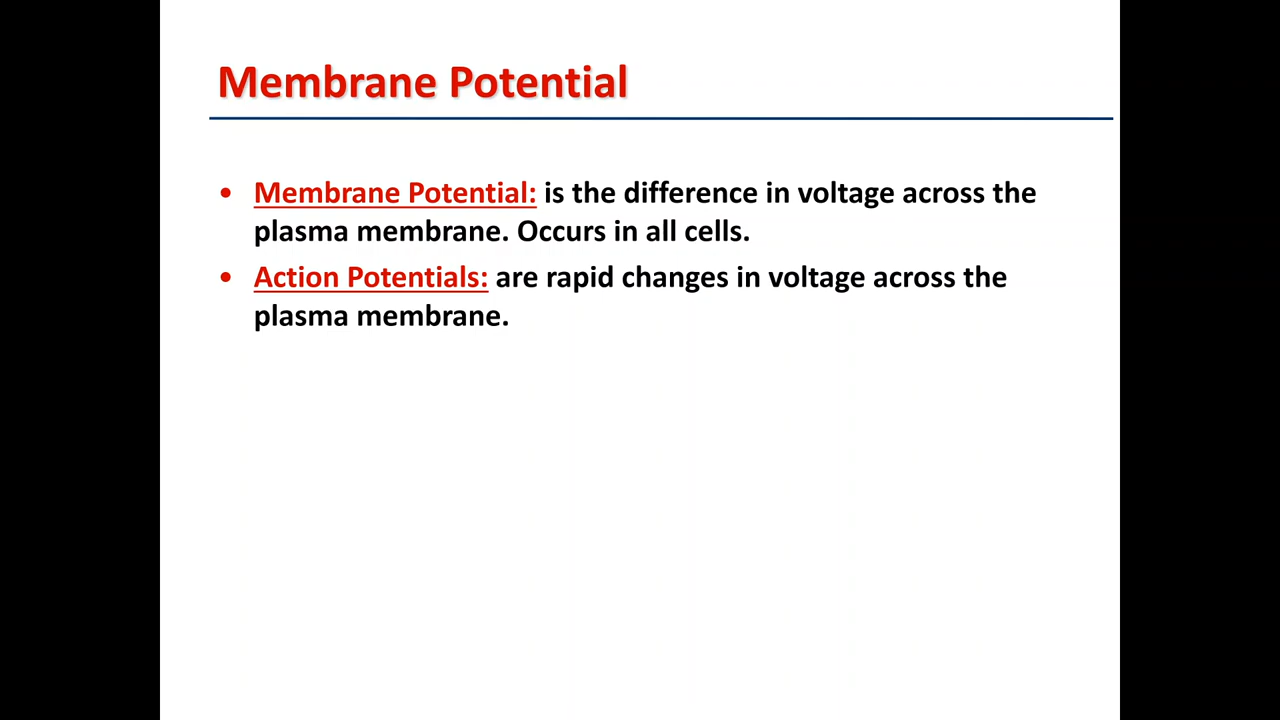 Membrane Potential
• Membrane Potential: is the difference in voltage across the
plasma membrane. Occurs in all cells.
• Action Potentials: are rapid changes in voltage across the
plasma membrane.